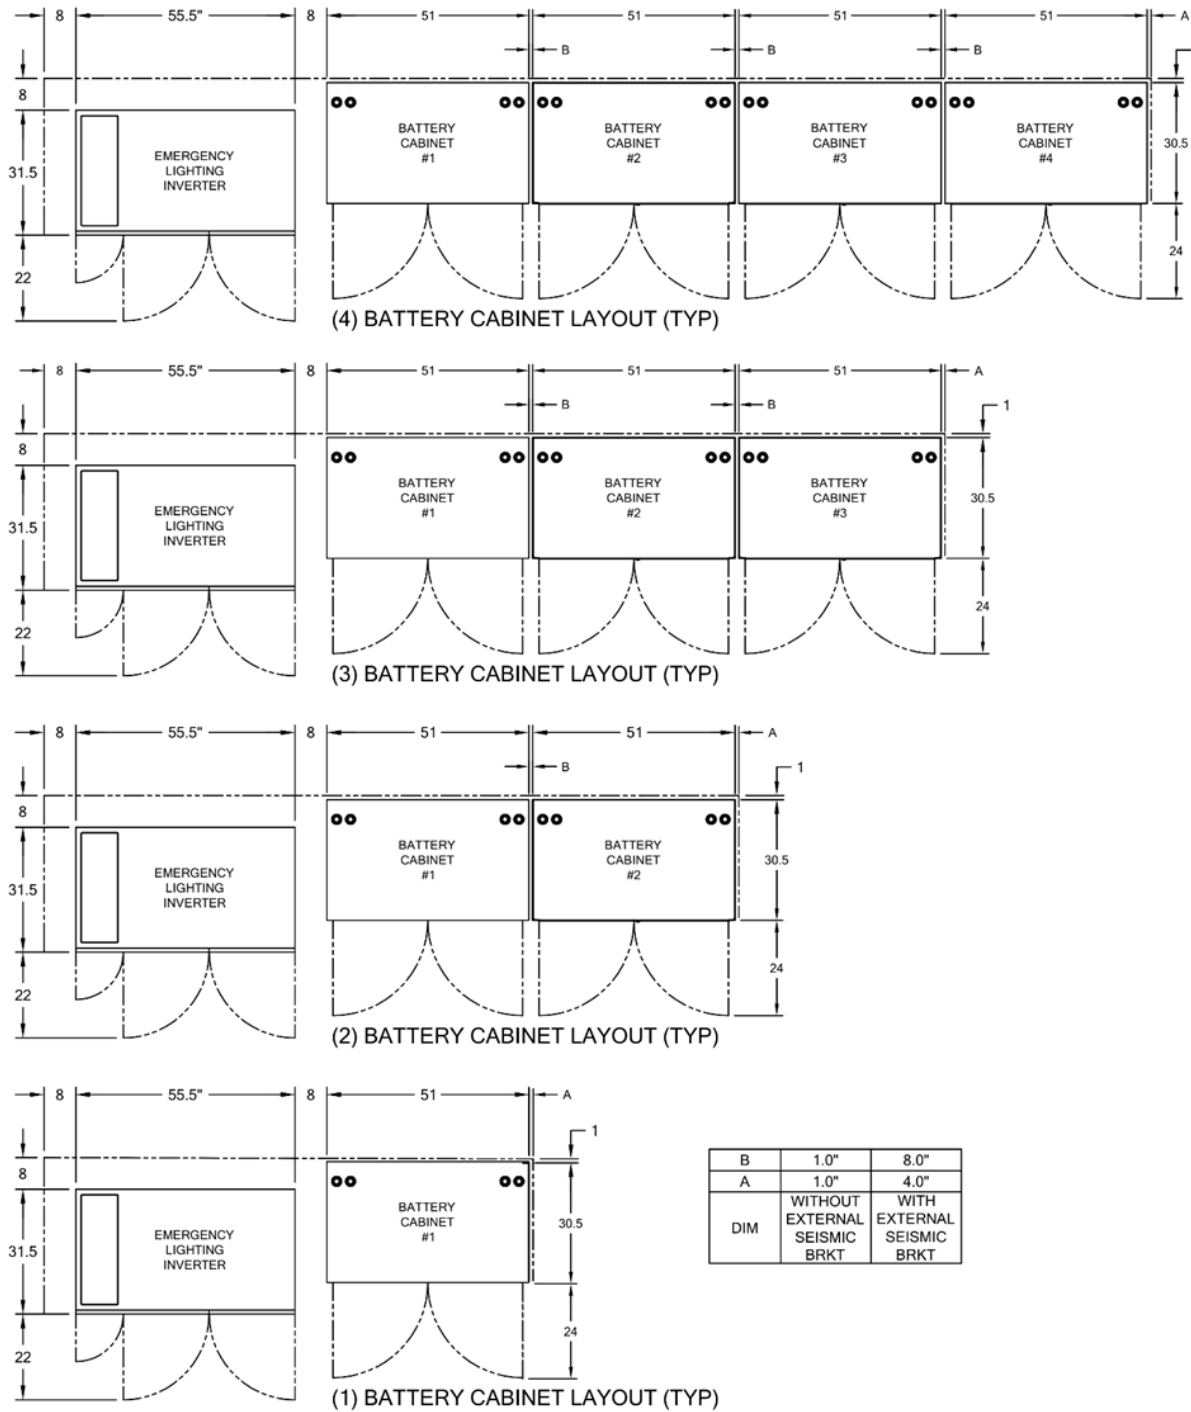 8 55.5" 8 51 51 51 51 A
B B B
8
31.5
22
EMERGENCY
LIGHTING
INVERTER
BATTERY
CABINET
#1
BATTERY
CABINET
#2
BATTERY
CABINET
#3
BATTERY
CABINET
#4
30.5
24
(4) BATTERY CABINET LAYOUT (TYP)
8 55.5" 8 51 51 51 A
B B 1
8
31.5
22
EMERGENCY
LIGHTING
INVERTER
BATTERY
CABINET
#1
BATTERY
CABINET
#2
BATTERY
CABINET
#3
30.5
24
(3) BATTERY CABINET LAYOUT (TYP)
8 55.5" 8 51 51 A
B 1
8
31.5
22
EMERGENCY
LIGHTING
INVERTER
BATTERY
CABINET
#1
BATTERY
CABINET
#2
30.5
24
(2) BATTERY CABINET LAYOUT (TYP)
8 55.5" 8 51 A
1
8
31.5
22
EMERGENCY
LIGHTING
INVERTER
BATTERY
CABINET
#1
30.5
24
(1) BATTERY CABINET LAYOUT (TYP)
B 1.0" 8.0"
A 1.0" 4.0"
DIM
WITHOUT
EXTERNAL
SEISMIC
BRKT
WITH
EXTERNAL
SEISMIC
BRKT